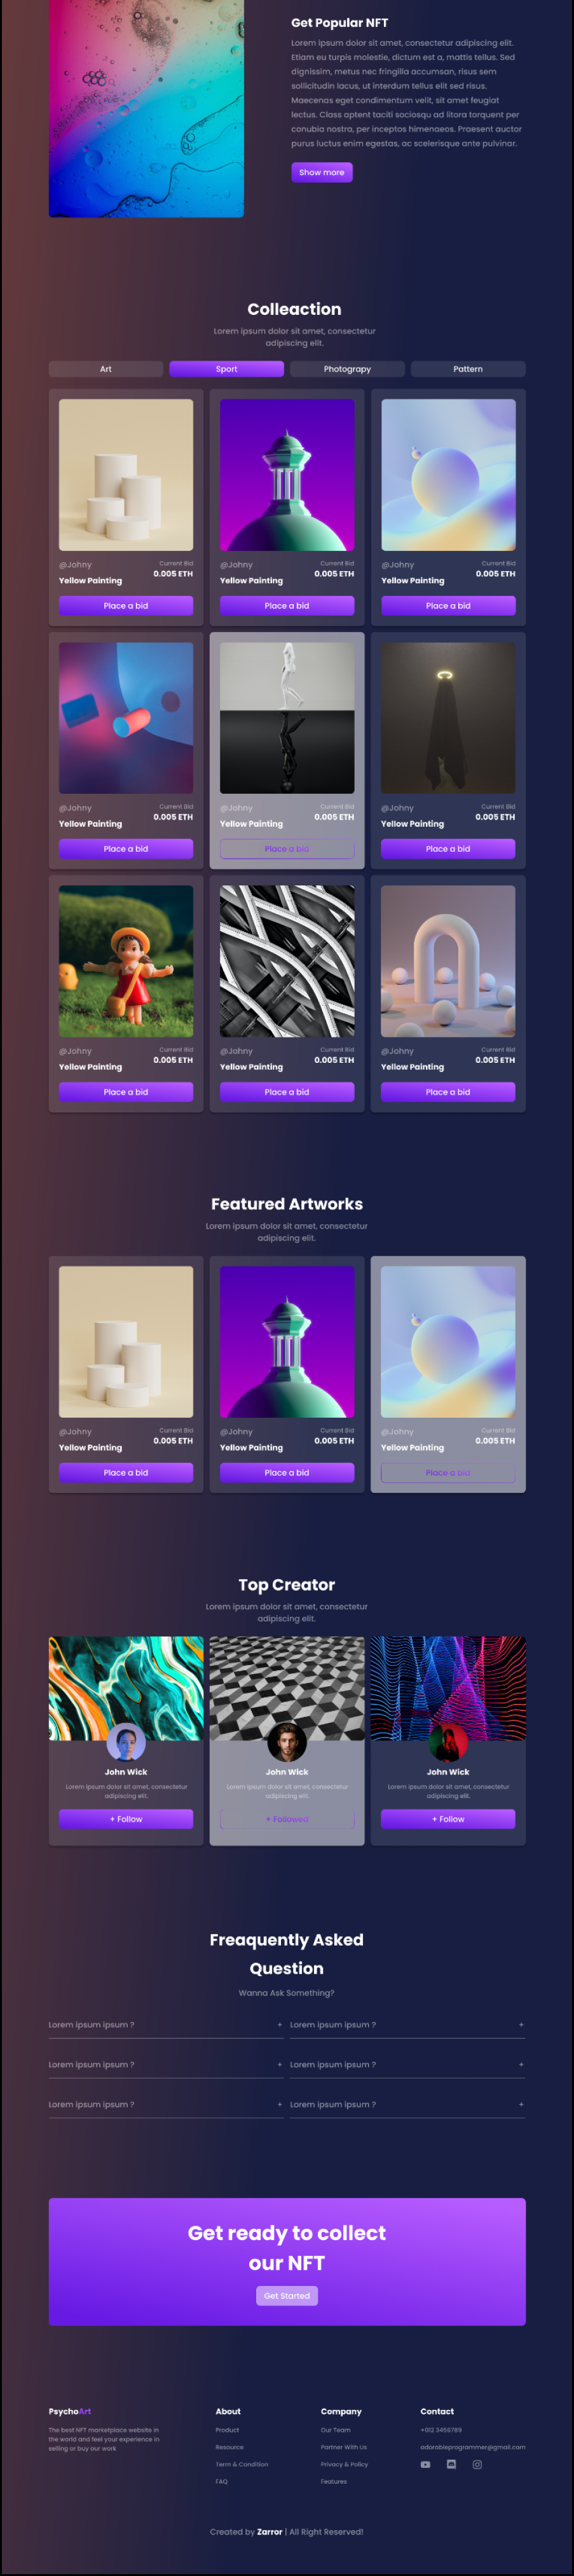 Get Popular NFT
Lorem ipsum dolor sit amet, consectetur adipiscing elit.
Etiam eu turpis molestie, dictum est a, mattis tellus. Sed
dignissim, metus nec fringilla accumsan, risus sem
sollicitudin lacus, ut interdum tellus elit sed risus.
Maecenas eget condimentum velit, sit amet feugiat
lectus. Class aptent taciti sociosqu ad litora torquent per
conubia nostra, per inceptos himenaeos. Praesent auctor
purus luctus enim egestas, ac scelerisque ante pulvinar.
Show more
Colleaction
Lorem ipsum dolor sit amet, consectetur
adipiscing elit.
Art Sport Photograpy Pattern
@Johny Current Bid @Johny Current Bid @Johny Current Bid
Yellow Painting 0.005 ETH Yellow Painting 0.005 ETH Yellow Painting 0.005 ETH
Place a bid Place a bid Place a bid
@Johny Current Bid @Johny Current Bid @Johny Current Bid
Yellow Painting 0.005 ETH Yellow Painting 0.005 ETH Yellow Painting 0.005 ETH
Place a bid Place a bid Place a bid
@Johny Current Bid @Johny Current Bid @Johny Current Bid
Yellow Painting 0.005 ETH Yellow Painting 0.005 ETH Yellow Painting 0.005 ETH
Place a bid Place a bid Place a bid
Featured Artworks
Lorem ipsum dolor sit amet, consectetur
adipiscing elit.
@Johny Current Bid @Johny Current Bid @Johny Current Bid
Yellow Painting 0.005 ETH Yellow Painting 0.005 ETH Yellow Painting 0.005 ETH
Place a bid Place a bid Place a bid
Top Creator
Lorem ipsum dolor sit amet, consectetur
adipiscing elit.
John Wick John Wick John Wick
Lorem ipsum dolor sit amet, consectetur Lorem ipsum dolor sit amet, consectetur Lorem ipsum dolor sit amet, consectetur
adipiscing elit. adipiscing elit. adipiscing elit.
+ Follow + Followed + Follow
Freaquently Asked
Question
Wanna Ask Something?
Lorem ipsum ipsum ? + Lorem ipsum ipsum ? +
Lorem ipsum ipsum ? + Lorem ipsum ipsum ? +
Lorem ipsum ipsum ? + Lorem ipsum ipsum ? +
Get ready to collect
our NFT
Get Started
PsychoArt About Company Contact
The best NFT marketplace website in Product Our Team +012 3456789
the world and feel your experience in
selling or buy our work Resource Partner With Us adorableprogrammer@gmail.com
Term & Condition Privacy & Policy
FAQ Features
Created by Zarror | All Right Reserved!